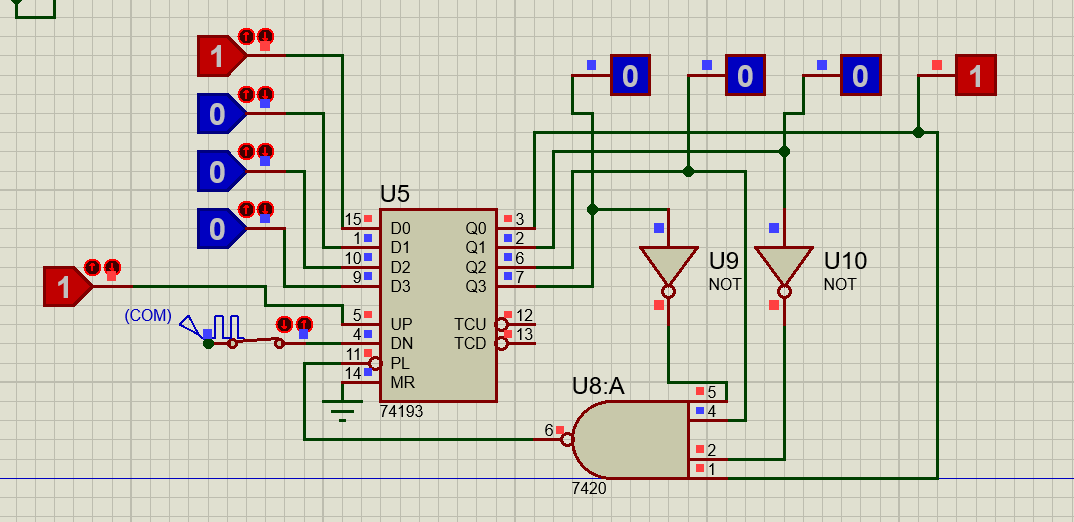 1
0
0
0
1
0
0
0
1
(COM)
U5
15 D0 Q0 3
1 D1 Q1 2
10 D2 Q2 6
9 D3 Q3 7
5 UP TCU 12
4 DN TCD 13
11 PL
14 MR
74193
U9
NOT
U10
NOT
U8:A
5
4
6
2
1
7420